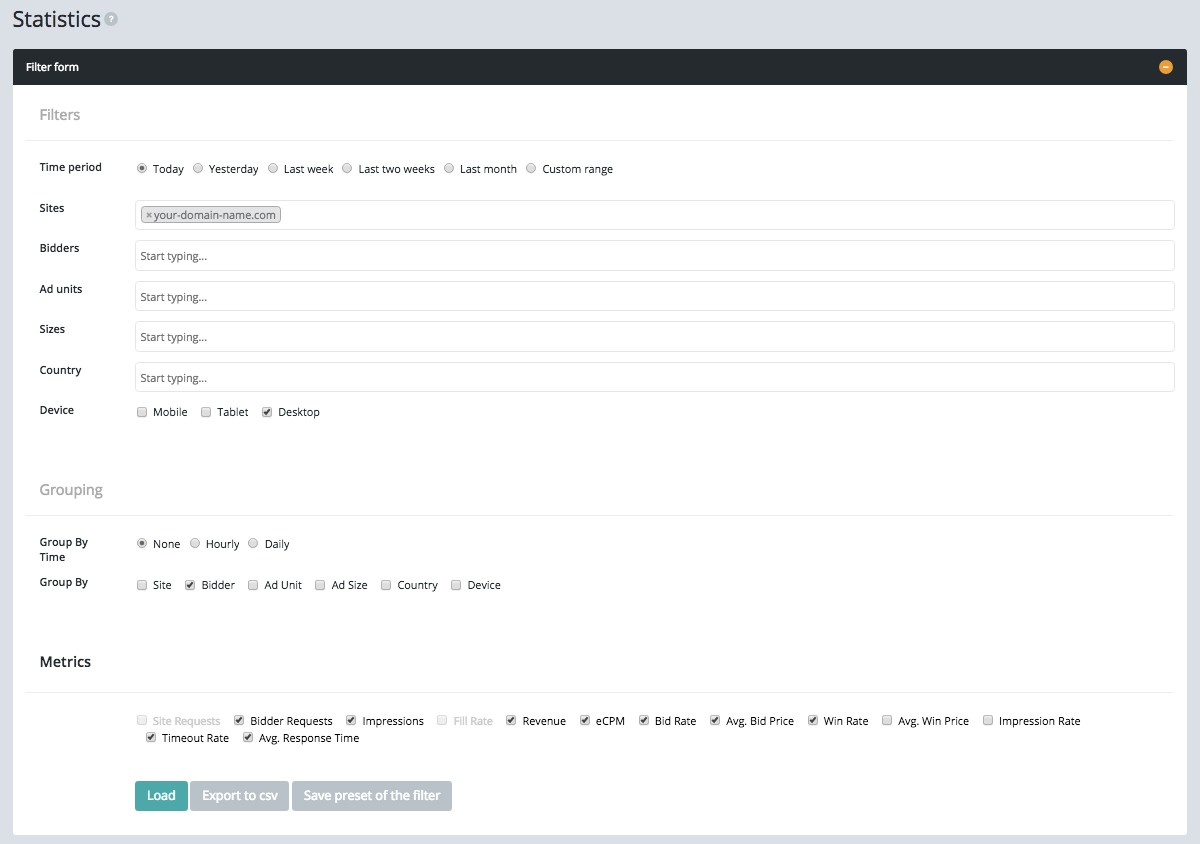 Statistics ?
Filter form
Filters
Time period Today Yesterday Last week Last two weeks Last month Custom range
Sites ×your-domain-name.com
Bidders Start typing...
Ad units Start typing...
Sizes Start typing...
Country Start typing...
Device Mobile Tablet Desktop
Grouping
Group By Time None Hourly Daily
Group By Site Bidder Ad Unit Ad Size Country Device
Metrics
Site Requests Bidder Requests Impressions Fill Rate Revenue eCPM Bid Rate Avg. Bid Price Win Rate Avg. Win Price Impression Rate
Timeout Rate Avg. Response Time
Load Export to csv Save preset of the filter